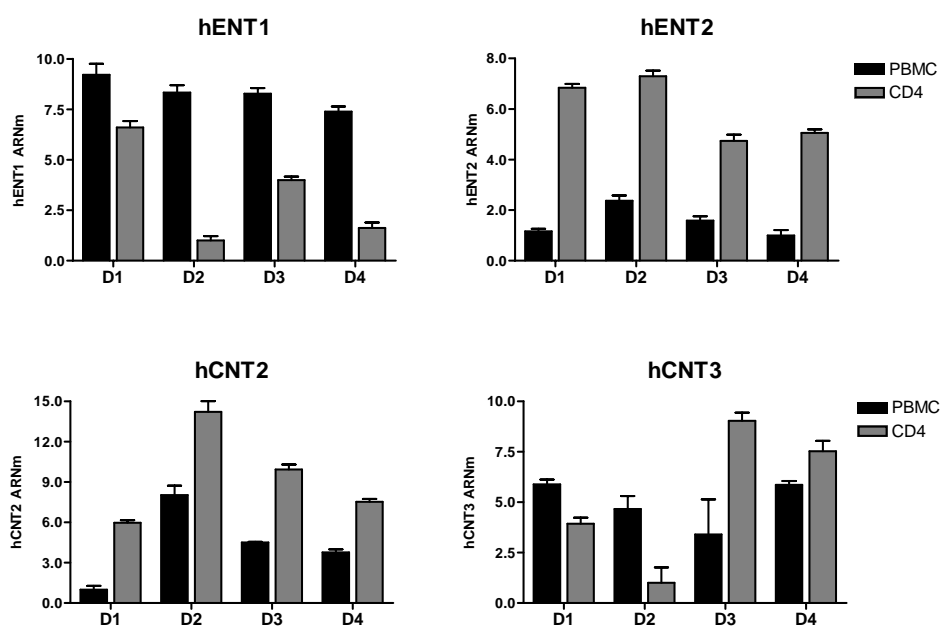 hENT1
hENT1 ARNm
10.0
7.5
5.0
2.5
0.0
D1 D2 D3 D4
hENT2
hENT2 ARNm
8.0
6.0
4.0
2.0
0.0
D1 D2 D3 D4
PBMC
CD4
hCNT2
hCNT2 ARNm
15.0
12.0
9.0
6.0
3.0
0.0
D1 D2 D3 D4
hCNT3
hCNT3 ARNm
10.0
7.5
5.0
2.5
0.0
D1 D2 D3 D4
PBMC
CD4